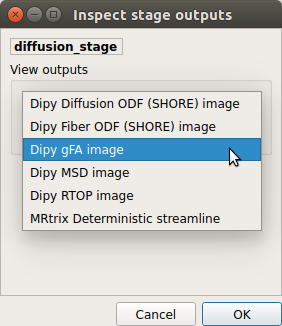 Inspect stage outputs
diffusion_stage
View outputs
Dipy Diffusion ODF (SHORE) image
Dipy Fiber ODF (SHORE) image
Dipy gFA image
Dipy MSD image
Dipy RTOP image
MRtrix Deterministic streamline
Cancel
OK